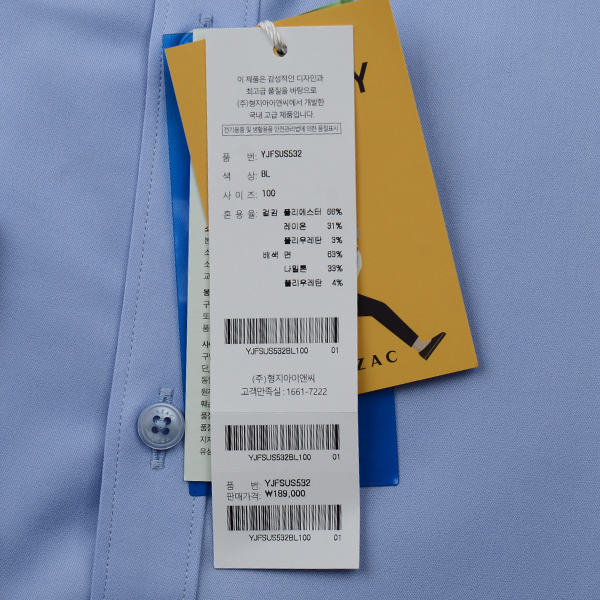 이 제품은 감성적인 디자인과
최고급 품질을 바탕으로
(주)형지아이앤씨에서 개발한
국내 고급 제품입니다.
전기용품 및 생활용품 안전관리법에 의한 품질표시
품 번: YJFSUS532
색 상: BL
사 이 즈: 100
혼 용 율: 겉감 폴리에스터 66%
레이온 31%
폴리우레탄 3%
배색 면 63%
나일론 33%
폴리우레탄 4%
YJFSUS532BL100 01
(주)형지아이앤씨
고객만족실 : 1661-7222
YJFSUS532BL100 01
품 번: YJFSUS532
판매가격: ₩189,000
YJFSUS532BL100 01
Y
ZAC